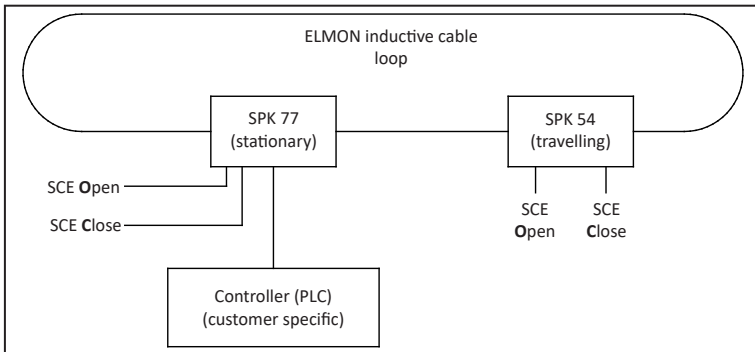 ELMON inductive cable
loop
SPK 77
(stationary)
SPK 54
(travelling)
SCE Open
SCE Close
SCE
Open
SCE
Close
Controller (PLC)
(customer specific)